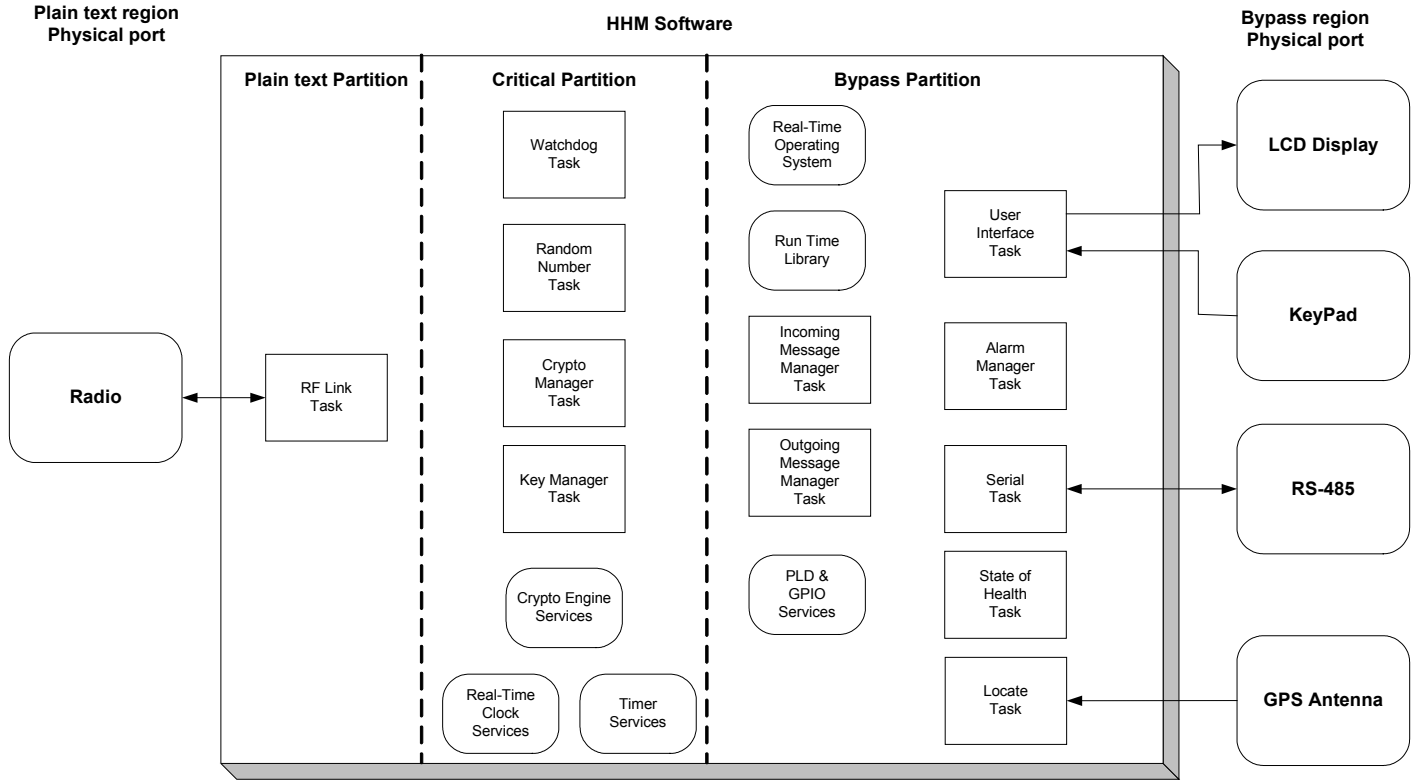 Plain text region
Physical port
HHM Software
Bypass region
Physical port
Plain text Partition
Critical Partition
Bypass Partition
Radio
RF Link
Task
Watchdog
Task
Random
Number
Task
Crypto
Manager
Task
Key Manager
Task
Crypto Engine
Services
Real-Time
Clock
Services
Timer
Services
Real-Time
Operating
System
Run Time
Library
Incoming
Message
Manager
Task
Outgoing
Message
Manager
Task
PLD &
GPIO
Services
User
Interface
Task
Alarm
Manager
Task
Serial
Task
State of
Health
Task
Locate
Task
LCD Display
KeyPad
RS-485
GPS Antenna